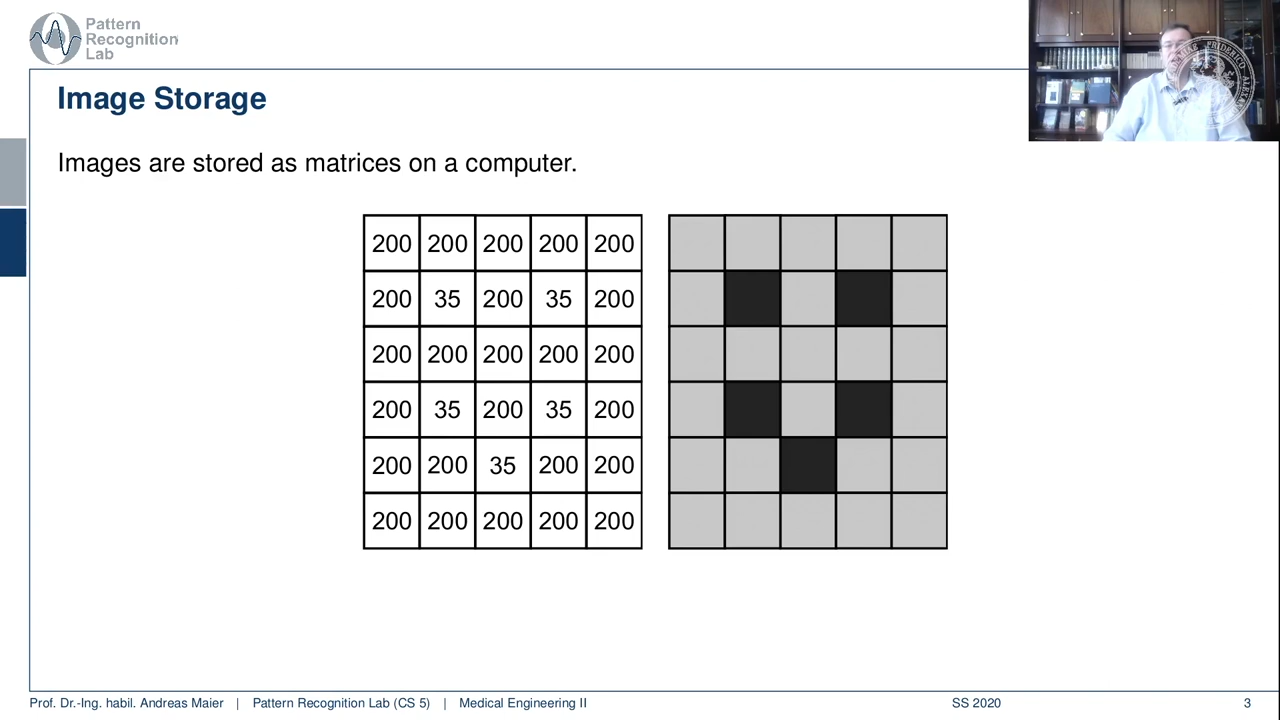 Pattern
Recognition
Lab
Image Storage
Images are stored as matrices on a computer.
200 200 200 200 200
200 35 200 35 200
200 200 200 200 200
200 35 200 35 200
200 200 35 200 200
200 200 200 200 200
Prof. Dr.-Ing. habil. Andreas Maier | Pattern Recognition Lab (CS 5) | Medical Engineering II SS 2020 3